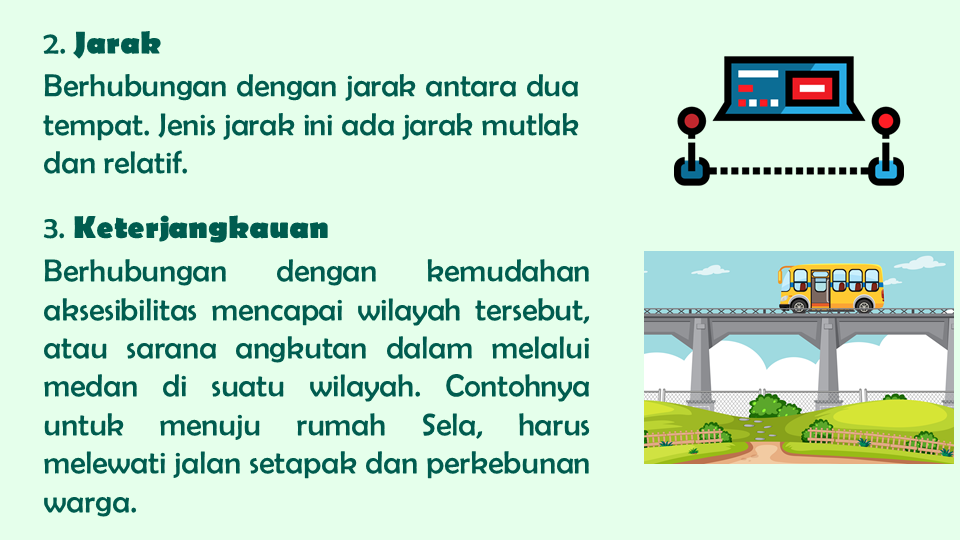 2. Jarak
Berhubungan dengan jarak antara dua
tempat. Jenis jarak ini ada jarak mutlak
dan relatif.
3. Keterjangkauan
Berhubungan dengan kemudahan
aksesibilitas mencapai wilayah tersebut,
atau sarana angkutan dalam melalui
medan di suatu wilayah. Contohnya
untuk menuju rumah Sela, harus
melewati jalan setapak dan perkebunan
warga.